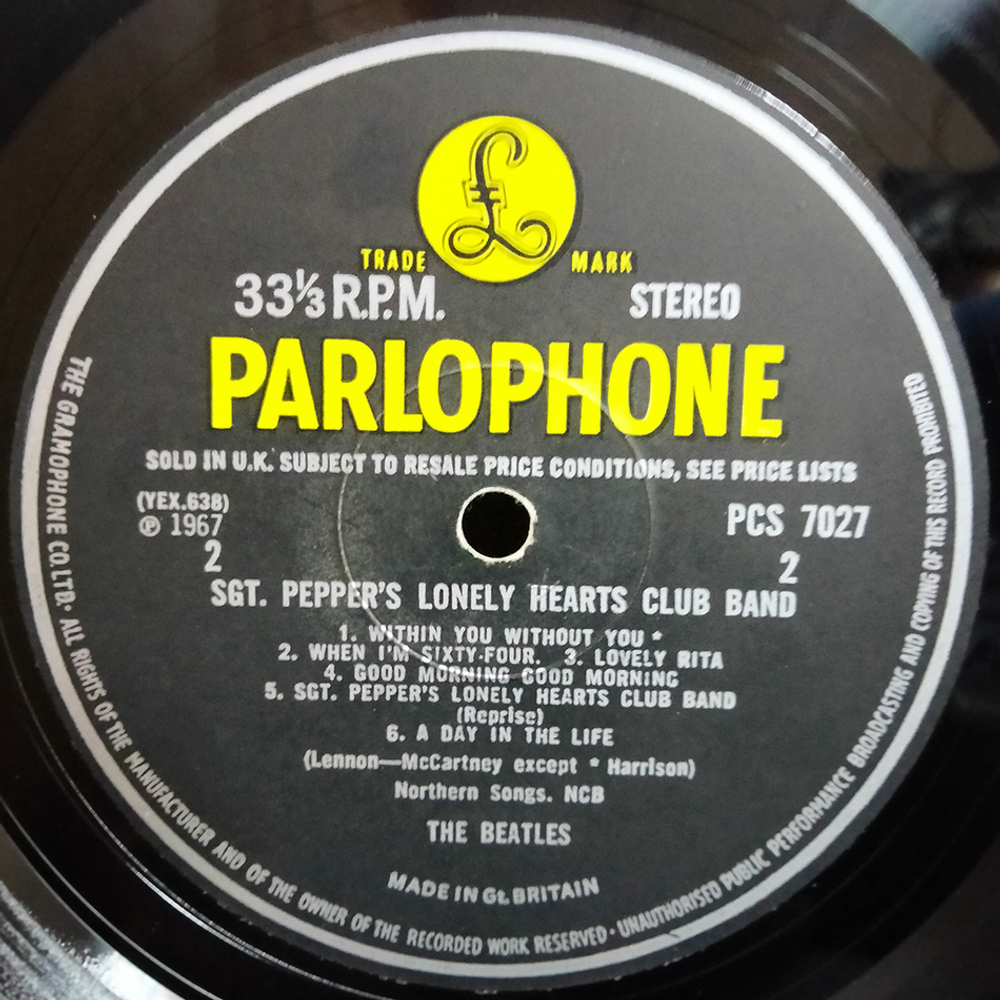 £
TRADE MARK
33⅓ R.P.M. STEREO
PARLOPHONE
SOLD IN U.K. SUBJECT TO RESALE PRICE CONDITIONS, SEE PRICE LISTS
(YEX.638)
℗ 1967 PCS 7027
2 2
SGT. PEPPER'S LONELY HEARTS CLUB BAND
1. WITHIN YOU WITHOUT YOU *
2. WHEN I'M SIXTY-FOUR. 3. LOVELY RITA
4. GOOD MORNING GOOD MORNING
5. SGT. PEPPER'S LONELY HEARTS CLUB BAND
(Reprise)
6. A DAY IN THE LIFE
(Lennon—McCartney except * Harrison)
Northern Songs. NCB
THE BEATLES
MADE IN Gt. BRITAIN
THE GRAMOPHONE CO. LTD. · ALL RIGHTS OF THE MANUFACTURER AND OF THE OWNER OF THE RECORDED WORK RESERVED · UNAUTHORISED PUBLIC PERFORMANCE BROADCASTING AND COPYING OF THIS RECORD PROHIBITED